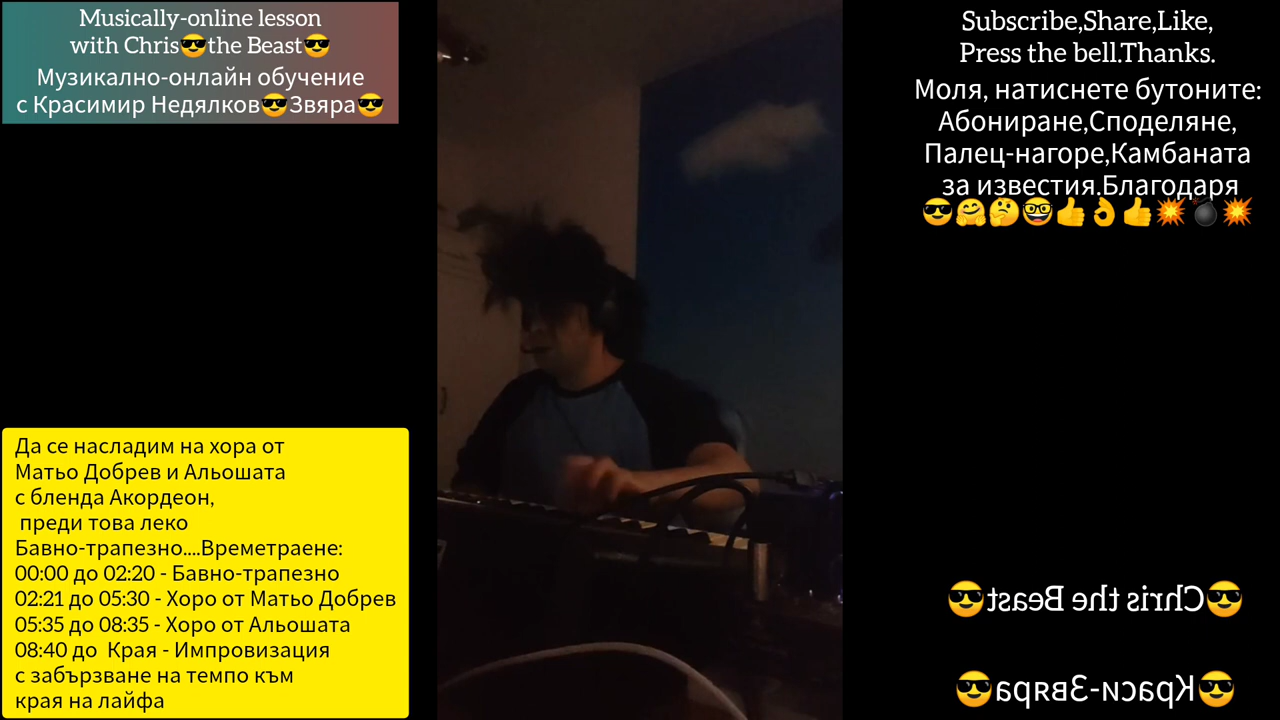 Musically-online lesson
with Chris😎the Beast😎
Музикално-онлайн обучение
с Красимир Недялков😎Звяра😎
Subscribe,Share,Like,
Press the bell.Thanks.
Моля, натиснете бутоните:
Абониране,Споделяне,
Палец-нагоре,Камбаната
за известия.Благодаря
😎🤗🤔🤓👍👌👍💥💣💥
Да се насладим на хора от
Матьо Добрев и Альошата
с бленда Акордеон,
преди това леко
Бавно-трапезно....Времетраене:
00:00 до 02:20 - Бавно-трапезно
02:21 до 05:30 - Хоро от Матьо Добрев
05:35 до 08:35 - Хоро от Альошата
08:40 до Края - Импровизация
с забързване на темпо към
края на лайфа
😎Chris the Beast😎
😎Краси-Звяра😎